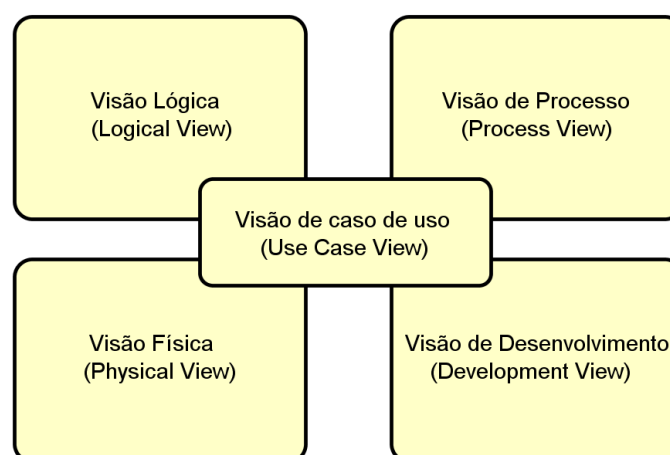 Visão Lógica
(Logical View)
Visão de Processo
(Process View)
Visão de caso de uso
(Use Case View)
Visão Física
(Physical View)
Visão de Desenvolvimento
(Development View)